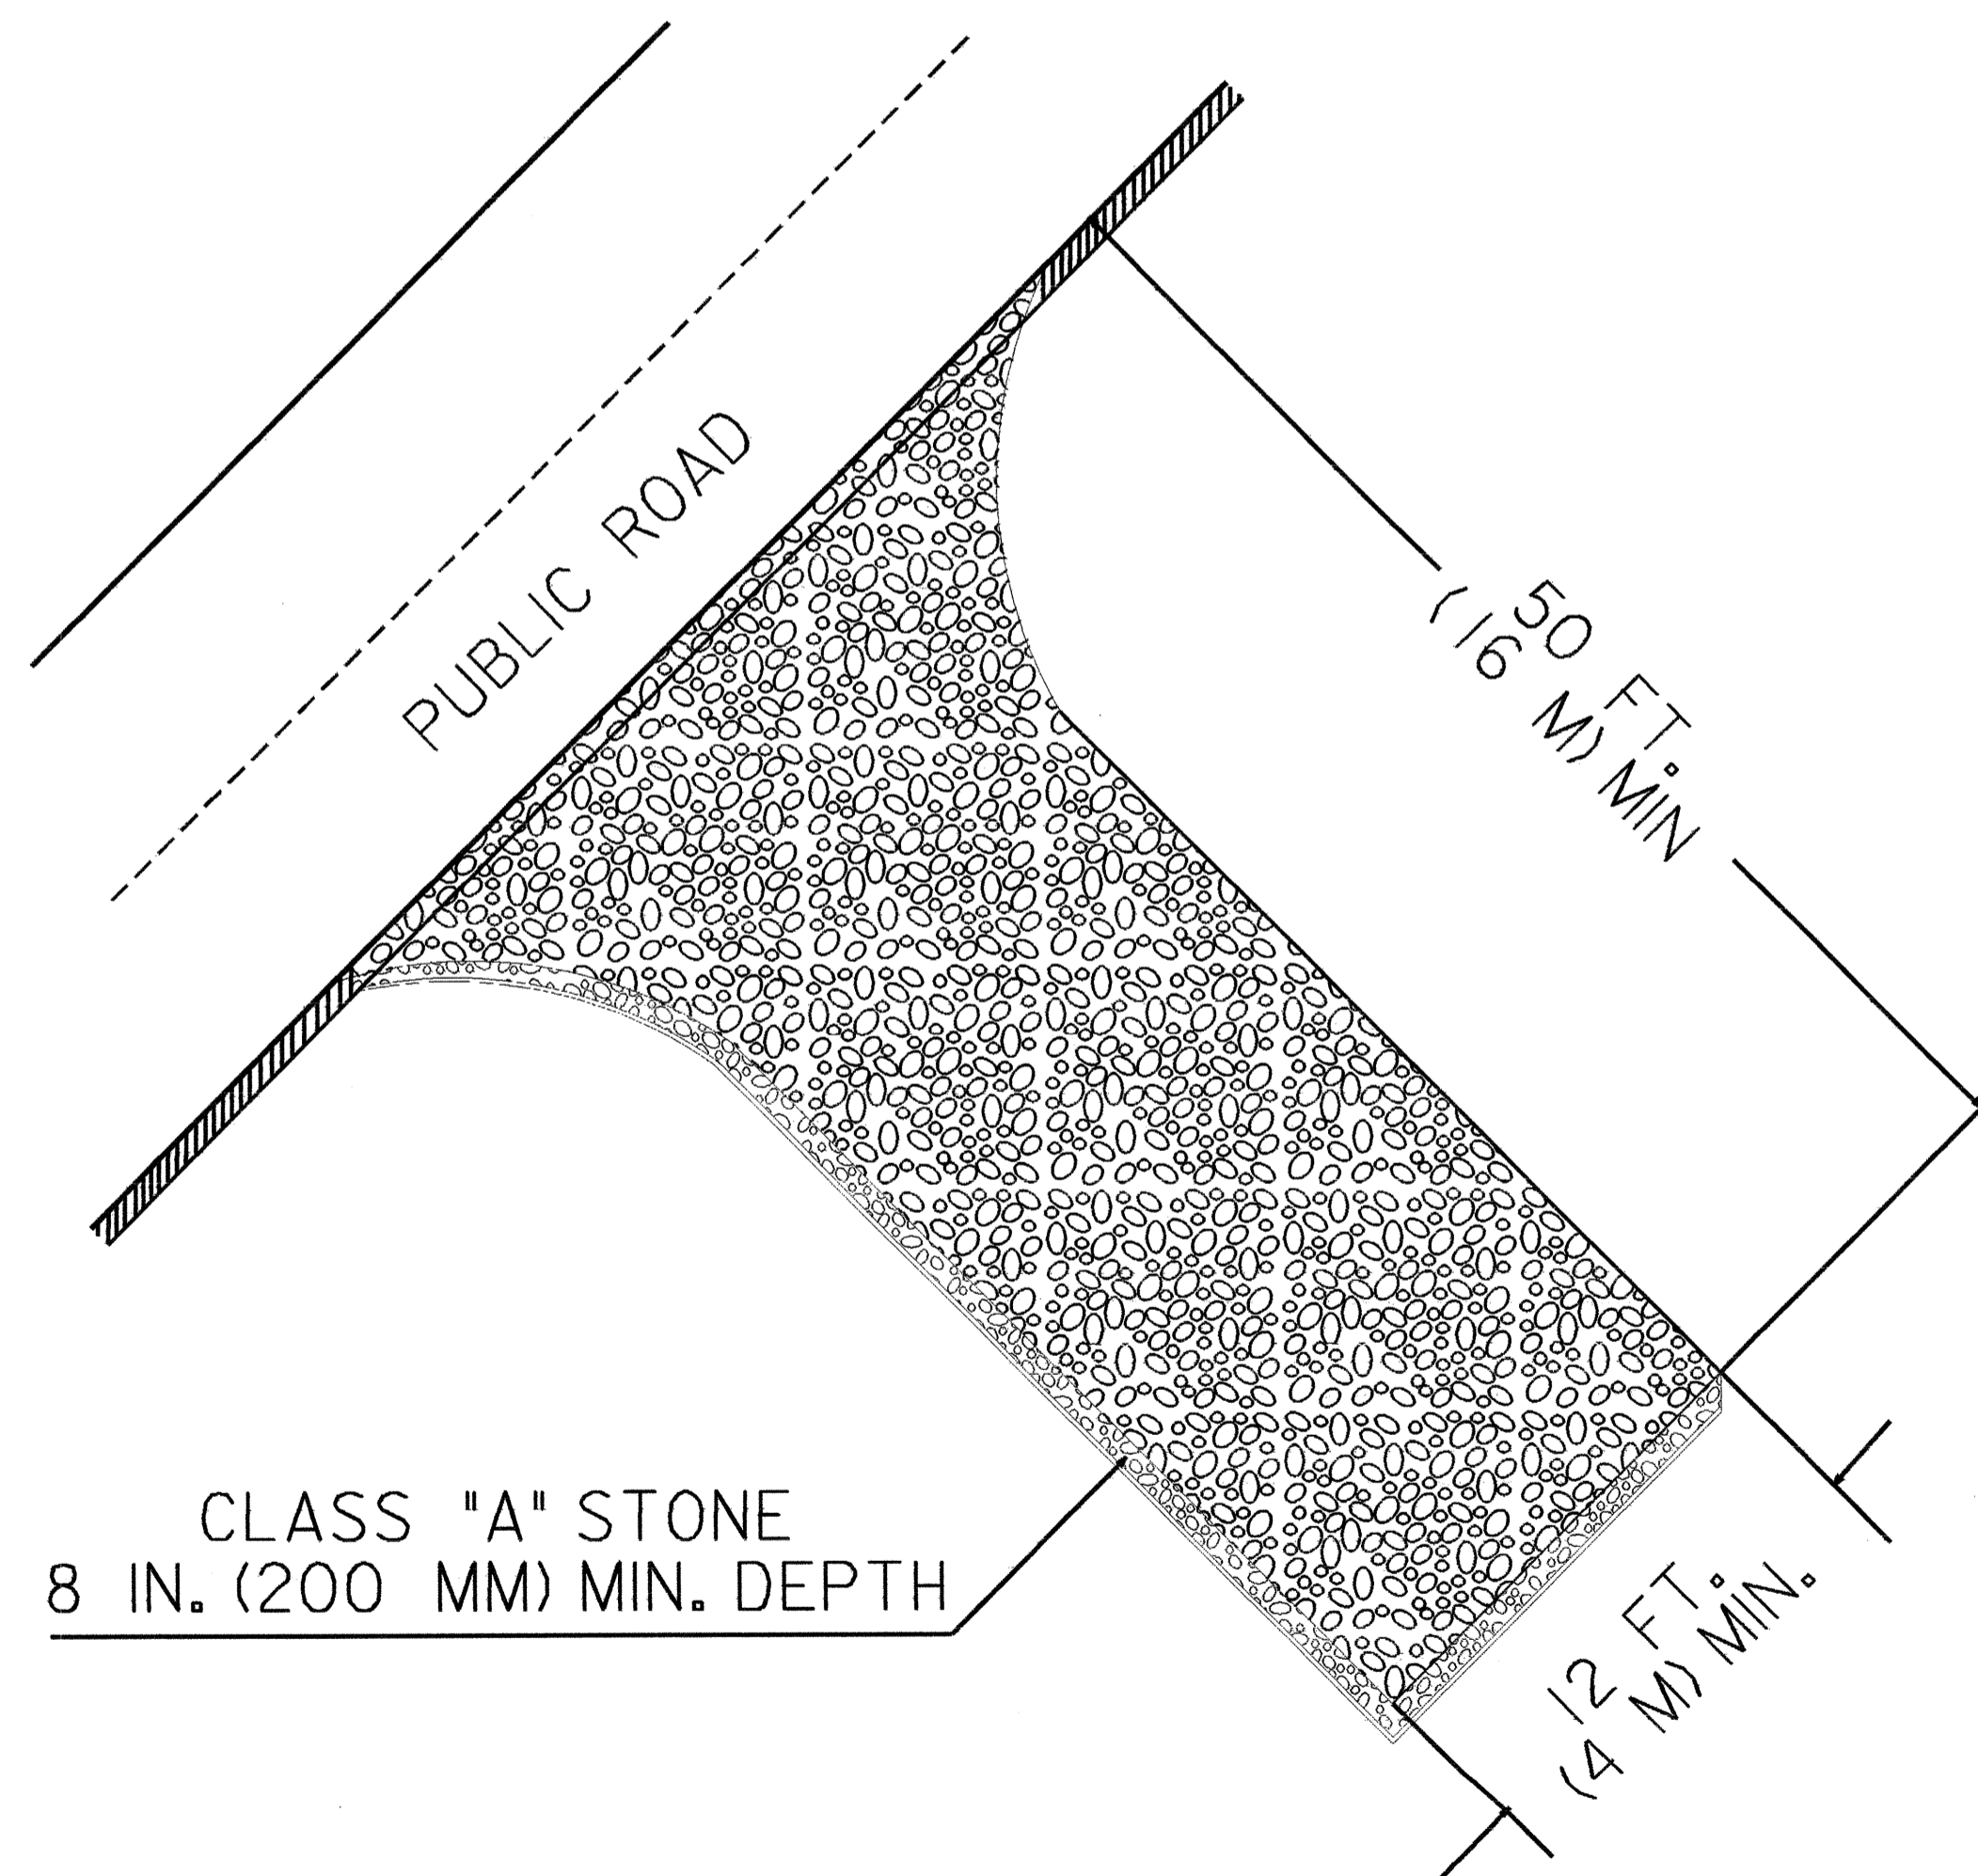 PUBLIC ROAD
50 FT.
(16 M) MIN
CLASS "A" STONE
8 IN. (200 MM) MIN. DEPTH
12 FT.
(4 M) MIN.